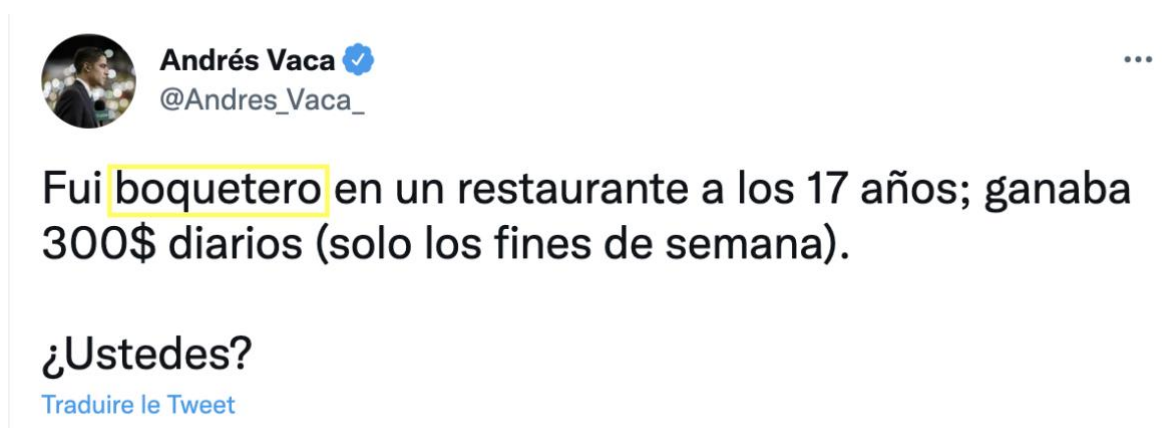 Andrés Vaca
@Andres_Vaca_
Fui boquetero en un restaurante a los 17 años; ganaba
300$ diarios (solo los fines de semana).
¿Ustedes?
Traduire le Tweet